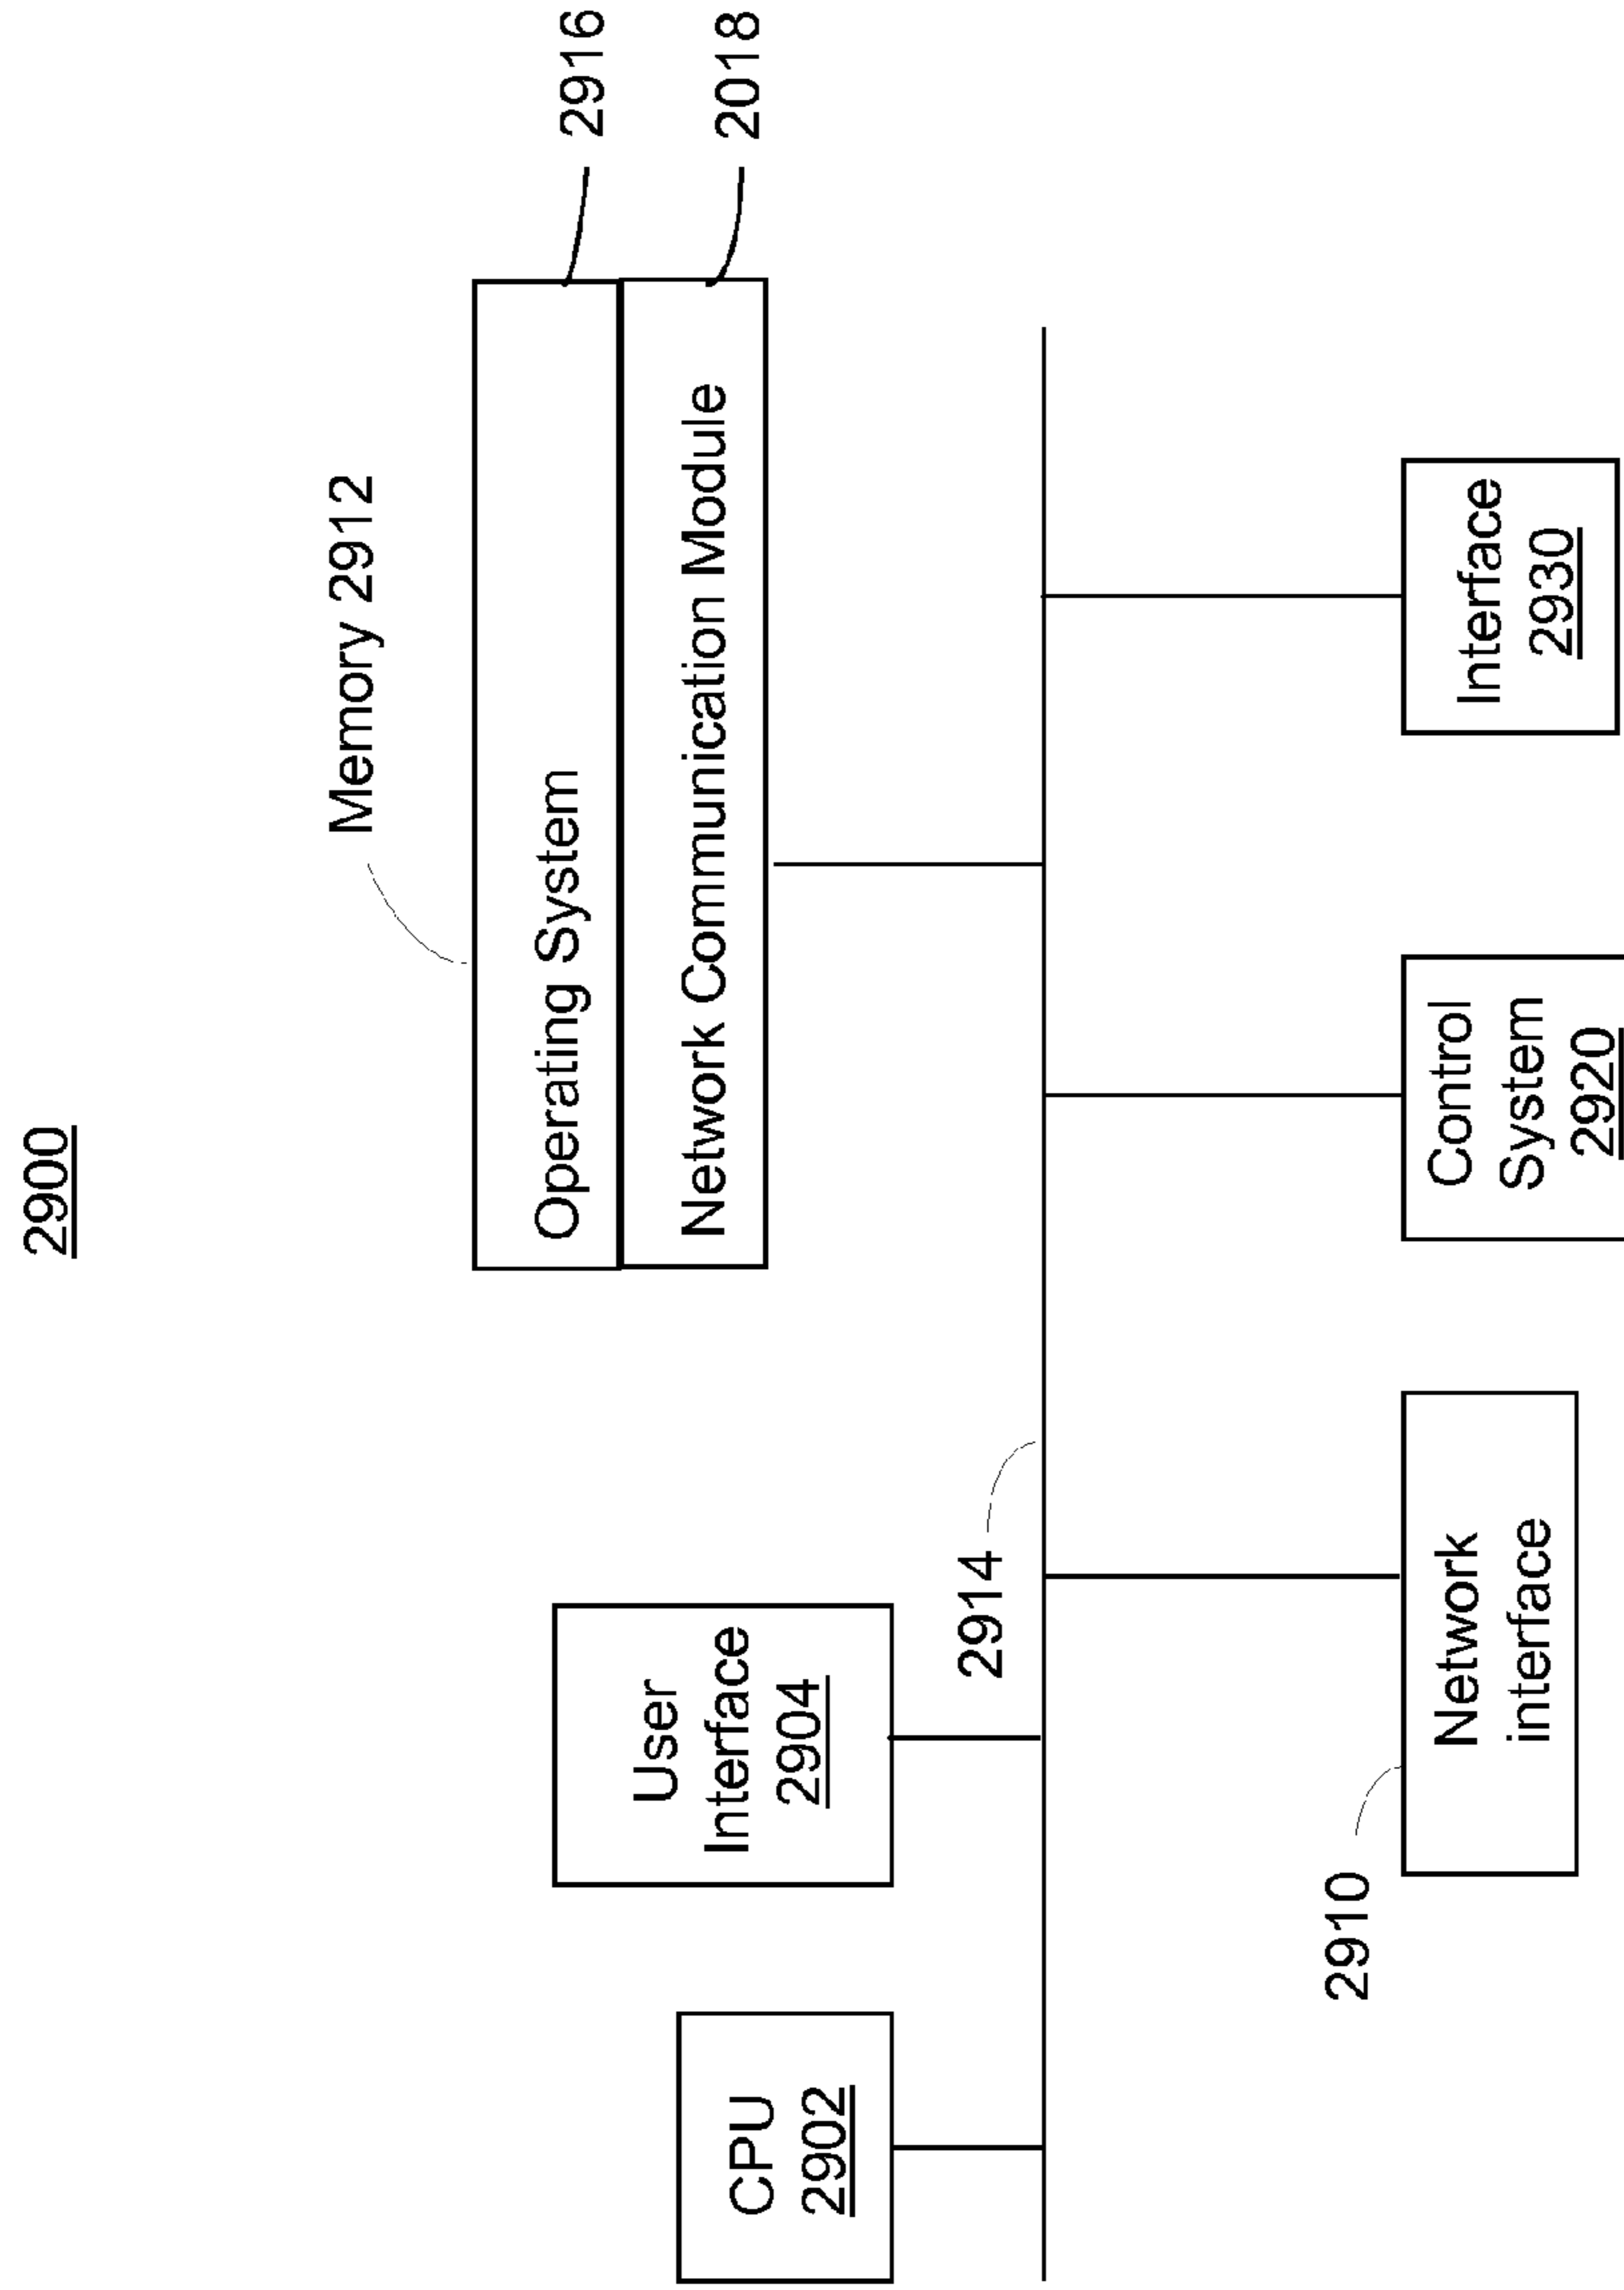 2900
Memory 2912
Operating System
2916
Network Communication Module
2018
CPU
2902
User
Interface
2904
2914
2910
Network
interface
Control
System
2920
Interface
2930